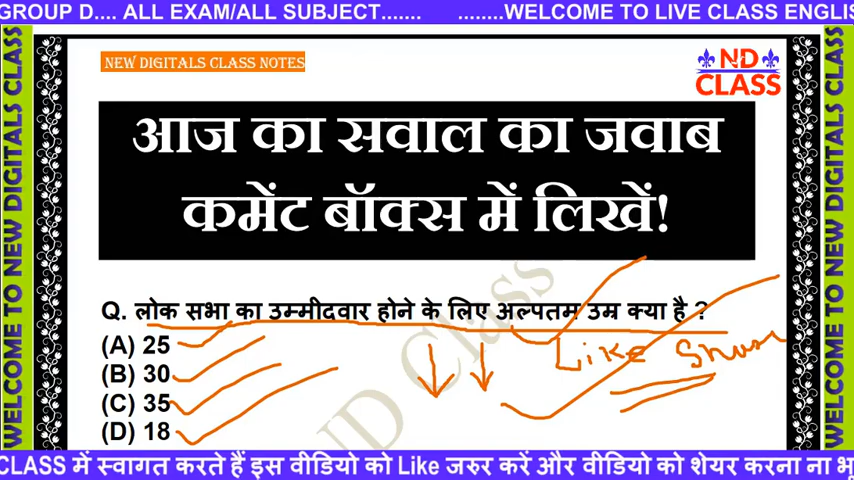 GROUP D.... ALL EXAM/ALL SUBJECT....... ........WELCOME TO LIVE CLASS ENGLIS
NEW DIGITALS CLASS NOTES
ND
CLASS
आज का सवाल का जवाब
कमेंट बॉक्स में लिखें!
Q. लोक सभा का उम्मीदवार होने के लिए अल्पतम उम्र क्या है ?
(A) 25
(B) 30
(C) 35
(D) 18
Like
ND Class
WELCOME TO NEW DIGITALS CLASS
WELCOME TO NEW DIGITALS CLASS
CLASS में स्वागत करते हैं इस वीडियो को Like जरुर करें और वीडियो को शेयर करना ना भू